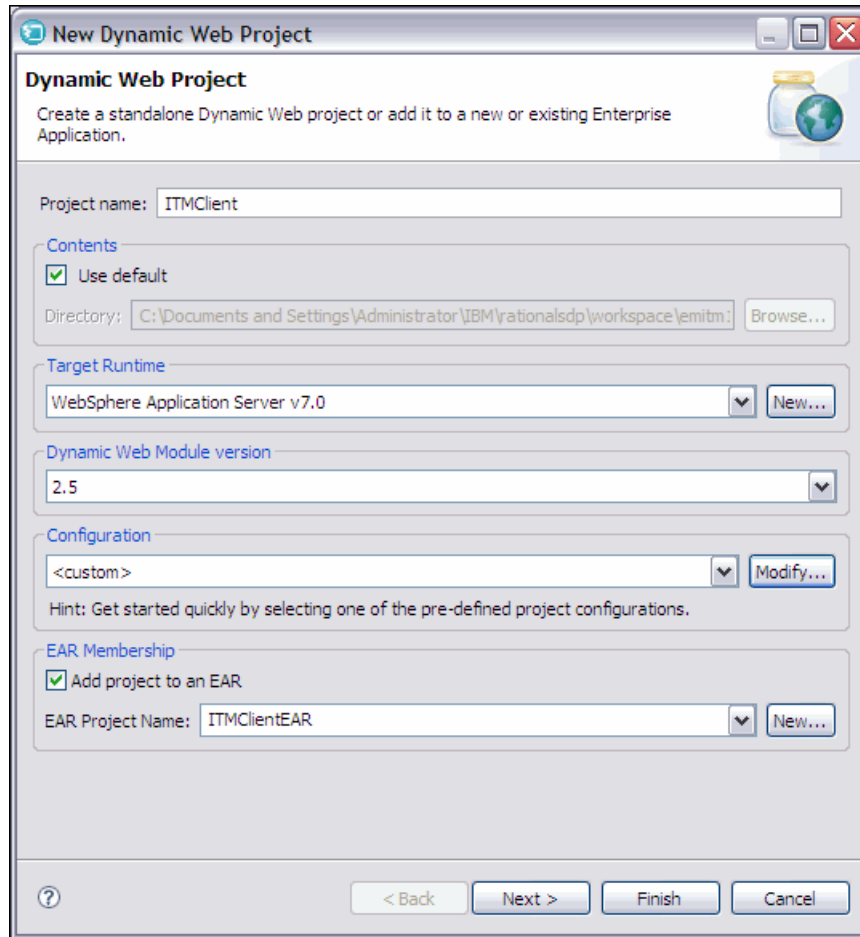 New Dynamic Web Project
Dynamic Web Project
Create a standalone Dynamic Web project or add it to a new or existing Enterprise
Application.
Project name: ITMClient
Contents
Use default
Directory: C:\Documents and Settings\Administrator\IBM\rationalsdp\workspace\emitm1 Browse...
Target Runtime
WebSphere Application Server v7.0 New...
Dynamic Web Module version
2.5
Configuration
<custom> Modify...
Hint: Get started quickly by selecting one of the pre-defined project configurations.
EAR Membership
Add project to an EAR
EAR Project Name: ITMClientEAR New...
? < Back Next > Finish Cancel